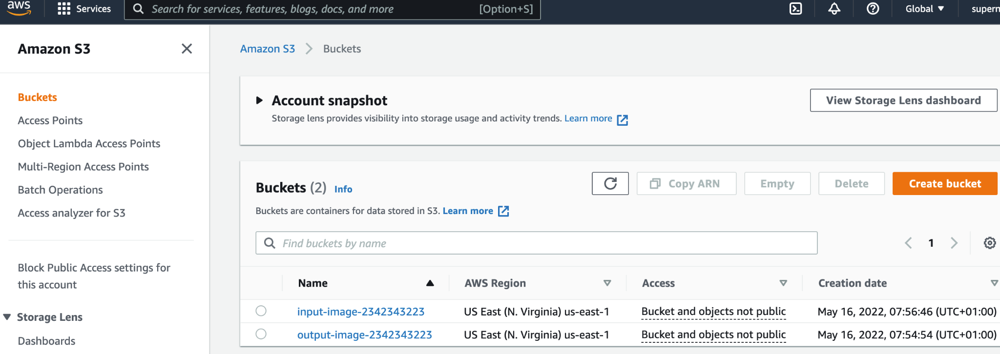 aws
Services
Search for services, features, blogs, docs, and more [Option+S]
Global
supern
Amazon S3
Buckets
Access Points
Object Lambda Access Points
Multi-Region Access Points
Batch Operations
Access analyzer for S3
Block Public Access settings for
this account
Storage Lens
Dashboards
Amazon S3 > Buckets
Account snapshot
Storage lens provides visibility into storage usage and activity trends. Learn more
View Storage Lens dashboard
Buckets (2) Info
Copy ARN
Empty
Delete
Create bucket
Buckets are containers for data stored in S3. Learn more
Find buckets by name
1
Name AWS Region Access Creation date
input-image-2342343223 US East (N. Virginia) us-east-1 Bucket and objects not public May 16, 2022, 07:56:46 (UTC+01:00)
output-image-2342343223 US East (N. Virginia) us-east-1 Bucket and objects not public May 16, 2022, 07:54:54 (UTC+01:00)